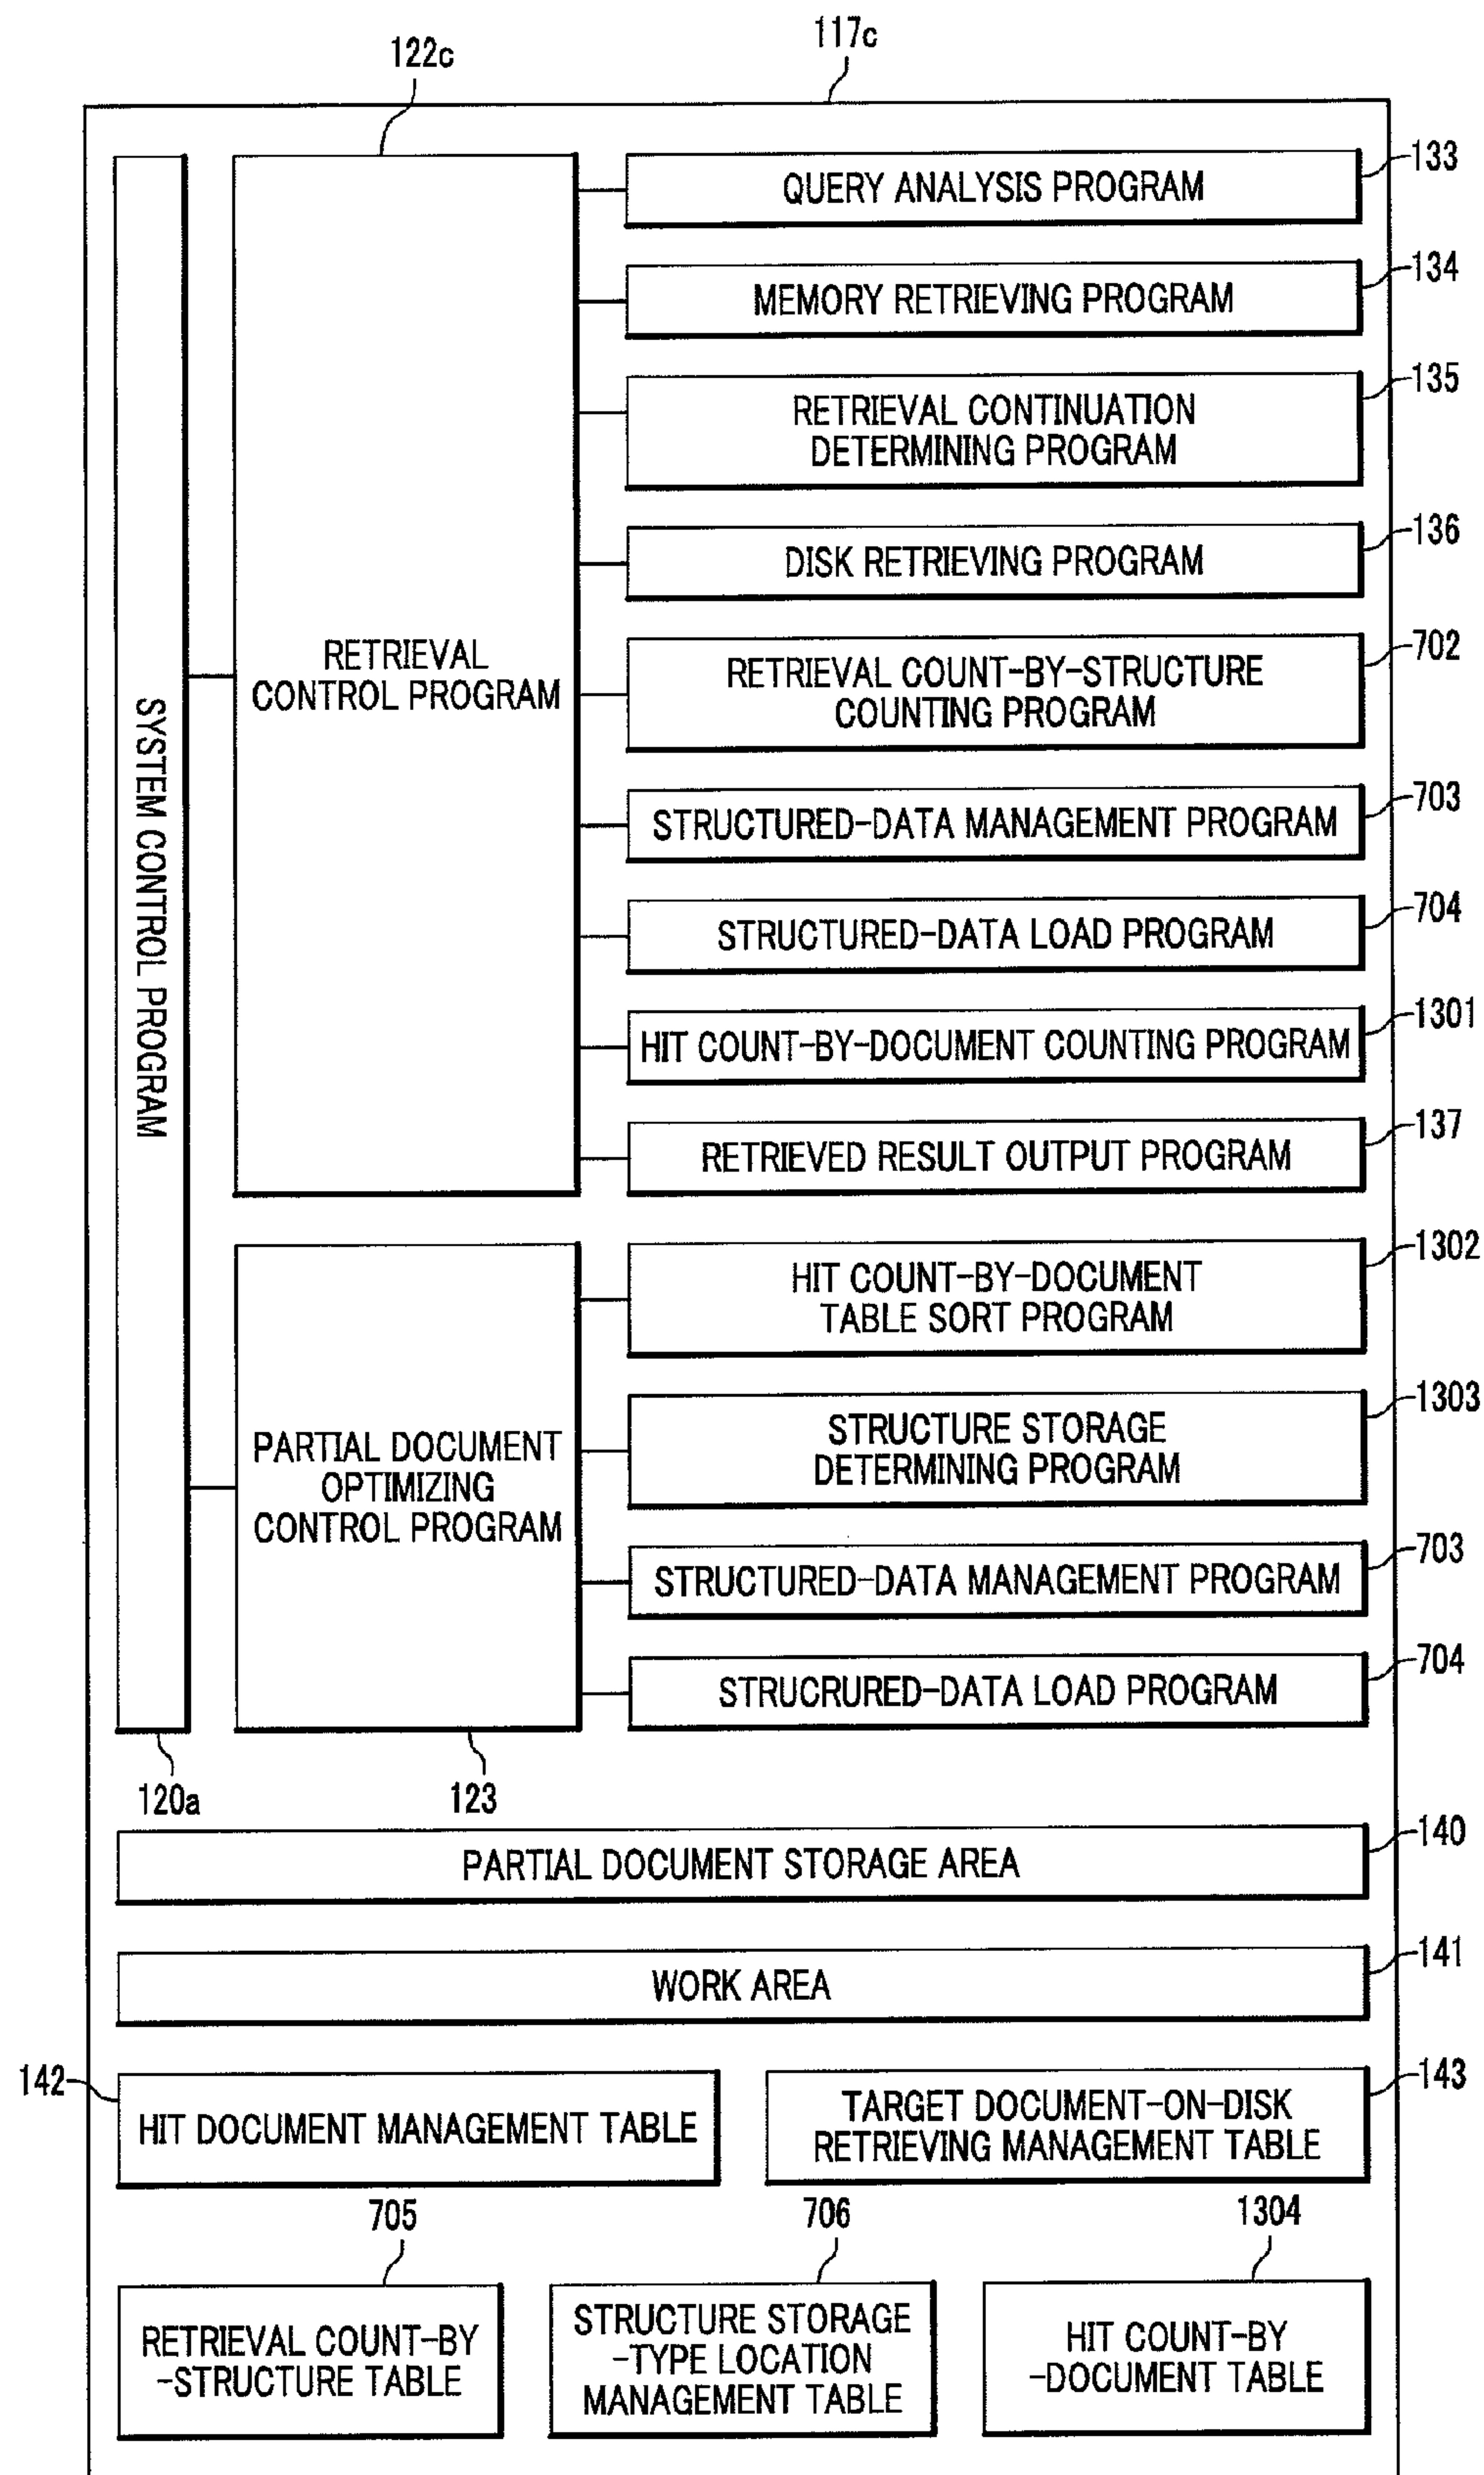 117c
122c
133
QUERY ANALYSIS PROGRAM
134
MEMORY RETRIEVING PROGRAM
135
RETRIEVAL CONTINUATION
DETERMINING PROGRAM
136
DISK RETRIEVING PROGRAM
RETRIEVAL
CONTROL PROGRAM
702
RETRIEVAL COUNT-BY-STRUCTURE
COUNTING PROGRAM
SYSTEM CONTROL PROGRAM
703
STRUCTURED-DATA MANAGEMENT PROGRAM
704
STRUCTURED-DATA LOAD PROGRAM
1301
HIT COUNT-BY-DOCUMENT COUNTING PROGRAM
137
RETRIEVED RESULT OUTPUT PROGRAM
1302
HIT COUNT-BY-DOCUMENT
TABLE SORT PROGRAM
PARTIAL DOCUMENT
OPTIMIZING
CONTROL PROGRAM
1303
STRUCTURE STORAGE
DETERMINING PROGRAM
703
STRUCTURED-DATA MANAGEMENT PROGRAM
704
STRUCRURED-DATA LOAD PROGRAM
120a
123
140
PARTIAL DOCUMENT STORAGE AREA
141
WORK AREA
142
HIT DOCUMENT MANAGEMENT TABLE
143
TARGET DOCUMENT-ON-DISK
RETRIEVING MANAGEMENT TABLE
705
RETRIEVAL COUNT-BY
-STRUCTURE TABLE
706
STRUCTURE STORAGE
-TYPE LOCATION
MANAGEMENT TABLE
1304
HIT COUNT-BY
-DOCUMENT TABLE